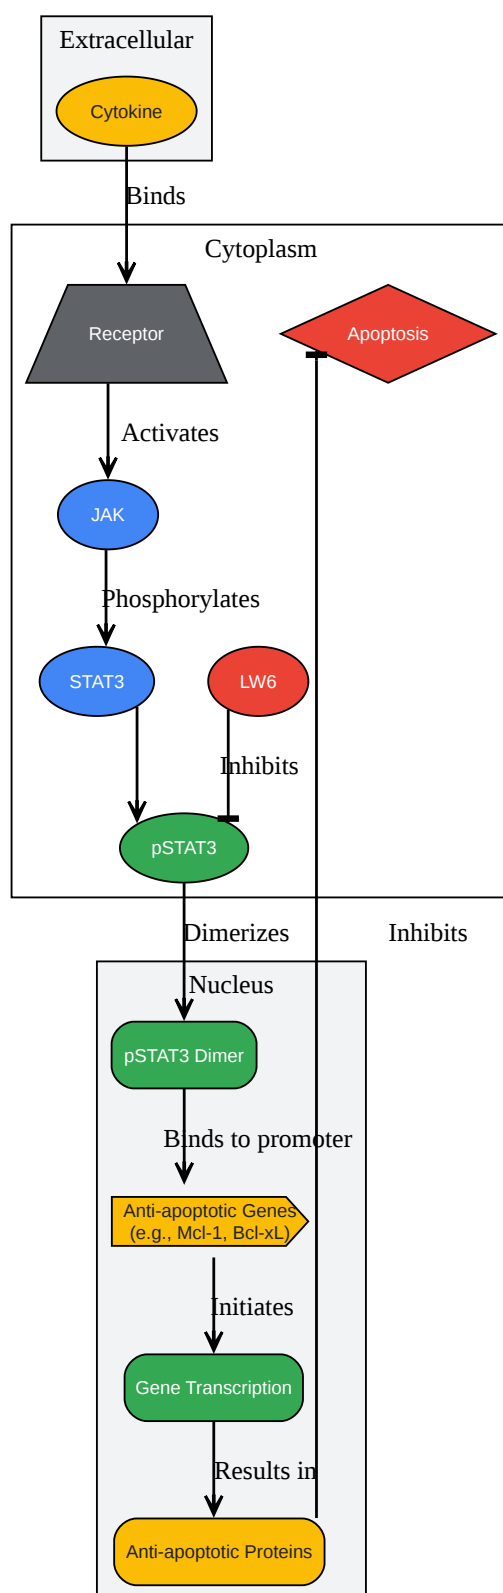 Extracellular
Cytokine
Binds
Cytoplasm
Receptor
Apoptosis
Activates
JAK
Phosphorylates
STAT3
LW6
Inhibits
pSTAT3
Dimerizes
Inhibits
Nucleus
pSTAT3 Dimer
Binds to promoter
Anti-apoptotic Genes
(e.g., Mcl-1, Bcl-xL)
Initiates
Gene Transcription
Results in
Anti-apoptotic Proteins